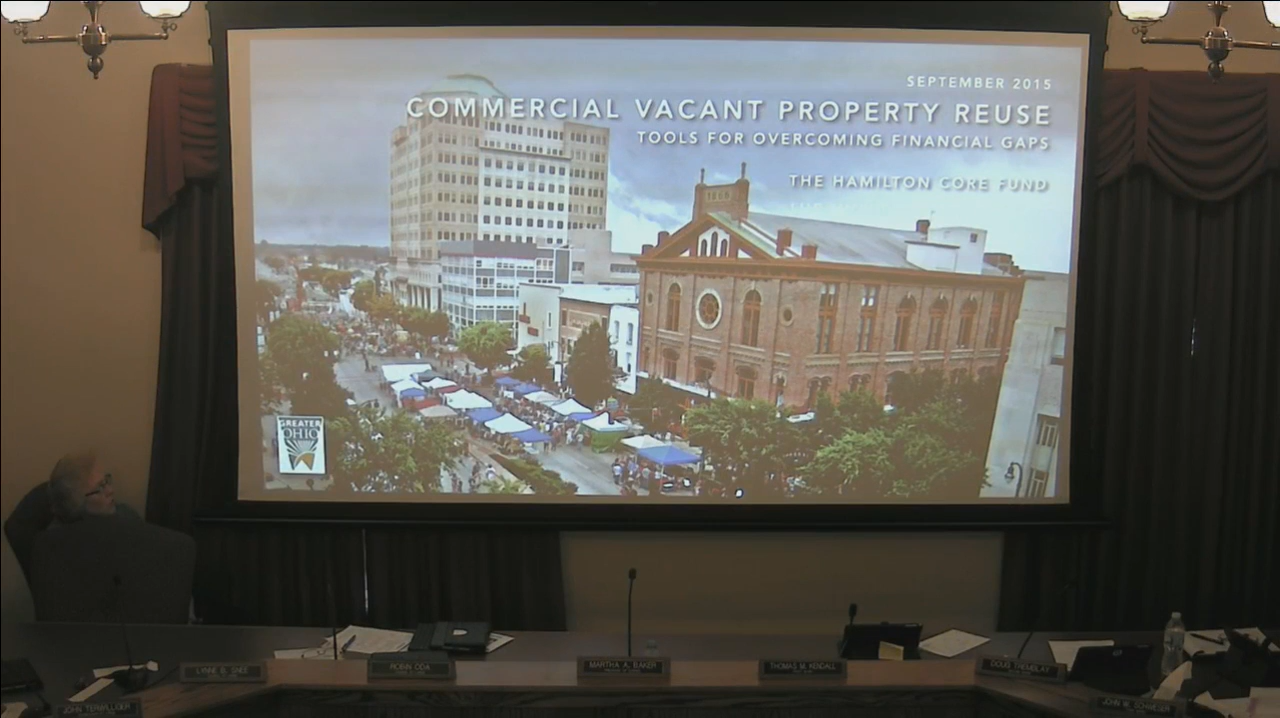 SEPTEMBER 2015
COMMERCIAL VACANT PROPERTY REUSE
TOOLS FOR OVERCOMING FINANCIAL GAPS
THE HAMILTON CORE FUND
GREATER
OHIO
LYNNE B. SNEE
ROBIN ODA
MARTHA A. BAKER
THOMAS M. KENDALL
DOUG TREMBLAY
JOHN TERWILLIGER
JOHN W. SCHWESER